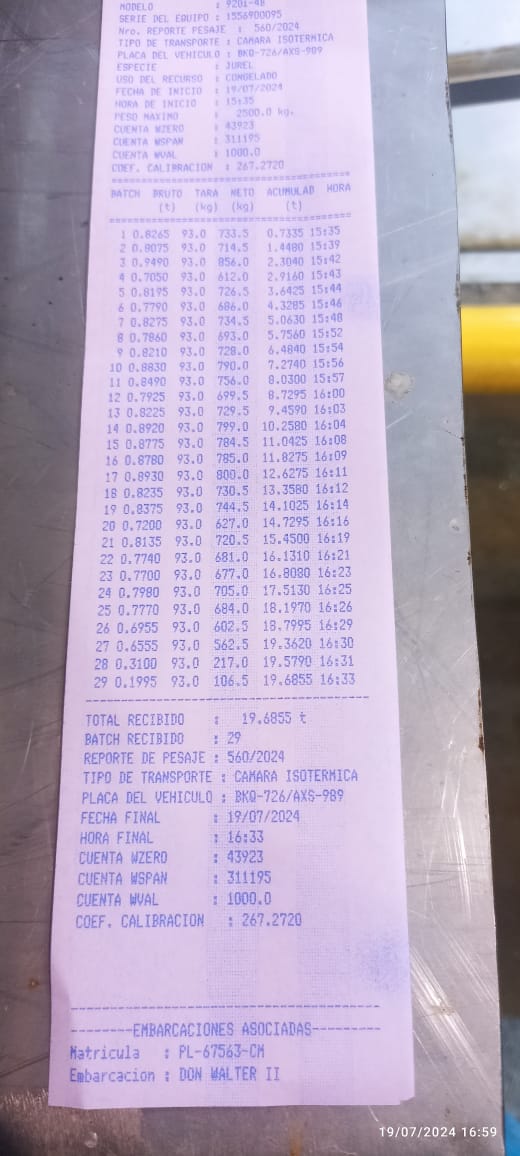 MODELO : 920i-4B
SERIE DEL EQUIPO : 1556900095
Nro. REPORTE PESAJE : 560/2024
TIPO DE TRANSPORTE : CAMARA ISOTERMICA
PLACA DEL VEHICULO : BKQ-726/AXS-989
ESPECIE : JUREL
USO DEL RECURSO : CONGELADO
FECHA DE INICIO : 19/07/2024
HORA DE INICIO : 15:35
PESO MAXIMO : 2500.0 kg.
CUENTA WZERO : 43923
CUENTA WSPAN : 311195
CUENTA WVAL : 1000.0
COEF. CALIBRACION : 267.2720
BATCH BRUTO TARA NETO ACUMULAD HORA
(t) (kg) (kg) (t)
1 0.8265 93.0 733.5 0.7335 15:35
2 0.8075 93.0 714.5 1.4480 15:39
3 0.9490 93.0 856.0 2.3040 15:42
4 0.7050 93.0 612.0 2.9160 15:43
5 0.8195 93.0 726.5 3.6425 15:44
6 0.7790 93.0 686.0 4.3285 15:46
7 0.8275 93.0 734.5 5.0630 15:48
8 0.7860 93.0 693.0 5.7560 15:52
9 0.8210 93.0 728.0 6.4840 15:54
10 0.8830 93.0 790.0 7.2740 15:56
11 0.8490 93.0 756.0 8.0300 15:57
12 0.7925 93.0 699.5 8.7295 16:00
13 0.8225 93.0 729.5 9.4590 16:03
14 0.8920 93.0 799.0 10.2580 16:04
15 0.8775 93.0 784.5 11.0425 16:08
16 0.8780 93.0 785.0 11.8275 16:09
17 0.8930 93.0 800.0 12.6275 16:11
18 0.8235 93.0 730.5 13.3580 16:12
19 0.8375 93.0 744.5 14.1025 16:14
20 0.7200 93.0 627.0 14.7295 16:16
21 0.8135 93.0 720.5 15.4500 16:19
22 0.7740 93.0 681.0 16.1310 16:21
23 0.7700 93.0 677.0 16.8080 16:23
24 0.7980 93.0 705.0 17.5130 16:25
25 0.7770 93.0 684.0 18.1970 16:26
26 0.6955 93.0 602.5 18.7995 16:29
27 0.6555 93.0 562.5 19.3620 16:30
28 0.3100 93.0 217.0 19.5790 16:31
29 0.1995 93.0 106.5 19.6855 16:33
TOTAL RECIBIDO : 19.6855 t
BATCH RECIBIDO : 29
REPORTE DE PESAJE : 560/2024
TIPO DE TRANSPORTE : CAMARA ISOTERMICA
PLACA DEL VEHICULO : BKQ-726/AXS-989
FECHA FINAL : 19/07/2024
HORA FINAL : 16:33
CUENTA WZERO : 43923
CUENTA WSPAN : 311195
CUENTA WVAL : 1000.0
COEF. CALIBRACION : 267.2720
--------EMBARCACIONES ASOCIADAS--------
Matricula : PL-67563-CM
Embarcacion : DON WALTER II
19/07/2024 16:59